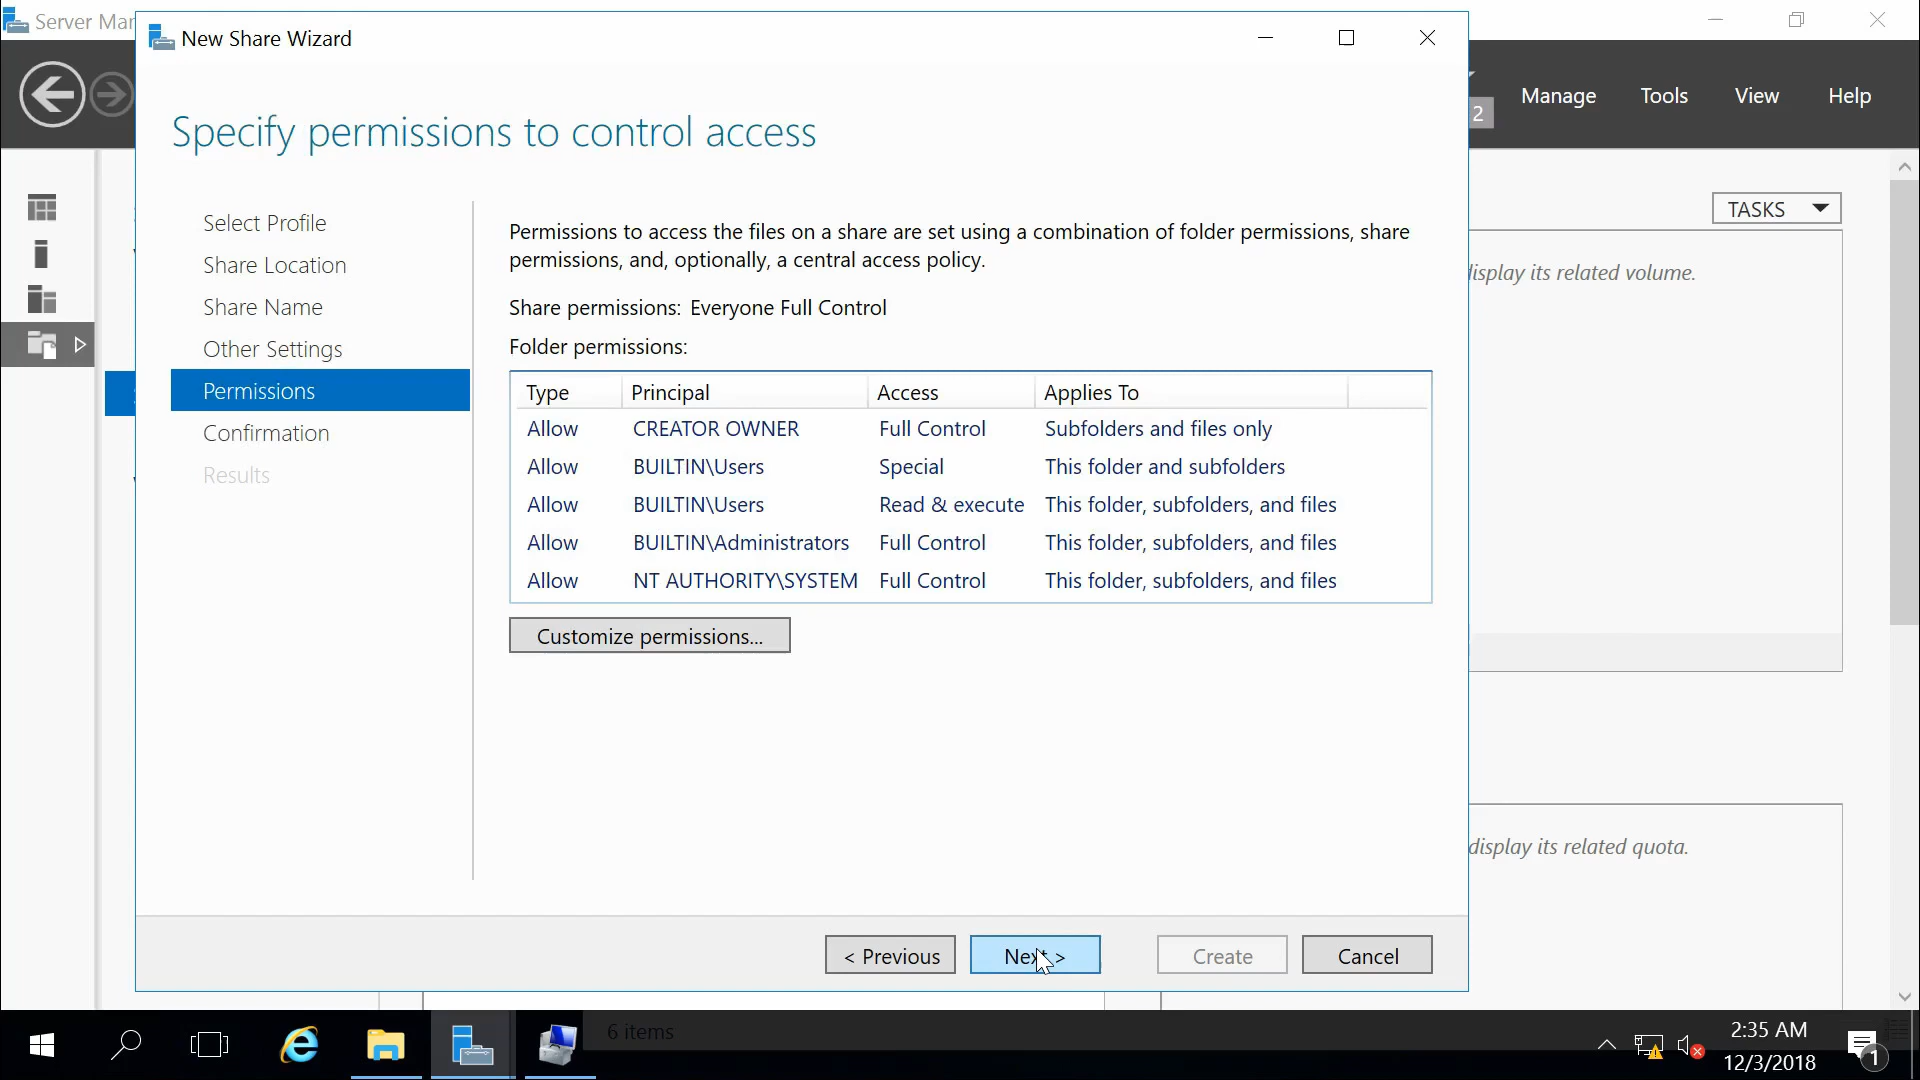 Server Mar
New Share Wizard
2
Manage
Tools
View
Help
Specify permissions to control access
Select Profile
Share Location
Share Name
Other Settings
Permissions
Confirmation
Results
Permissions to access the files on a share are set using a combination of folder permissions, share
permissions, and, optionally, a central access policy.
Share permissions: Everyone Full Control
Folder permissions:
Type Principal Access Applies To
Allow CREATOR OWNER Full Control Subfolders and files only
Allow BUILTIN\Users Special This folder and subfolders
Allow BUILTIN\Users Read & execute This folder, subfolders, and files
Allow BUILTIN\Administrators Full Control This folder, subfolders, and files
Allow NT AUTHORITY\SYSTEM Full Control This folder, subfolders, and files
Customize permissions...
TASKS
display its related volume.
display its related quota.
< Previous
Next >
Create
Cancel
6 items
2:35 AM
12/3/2018
1